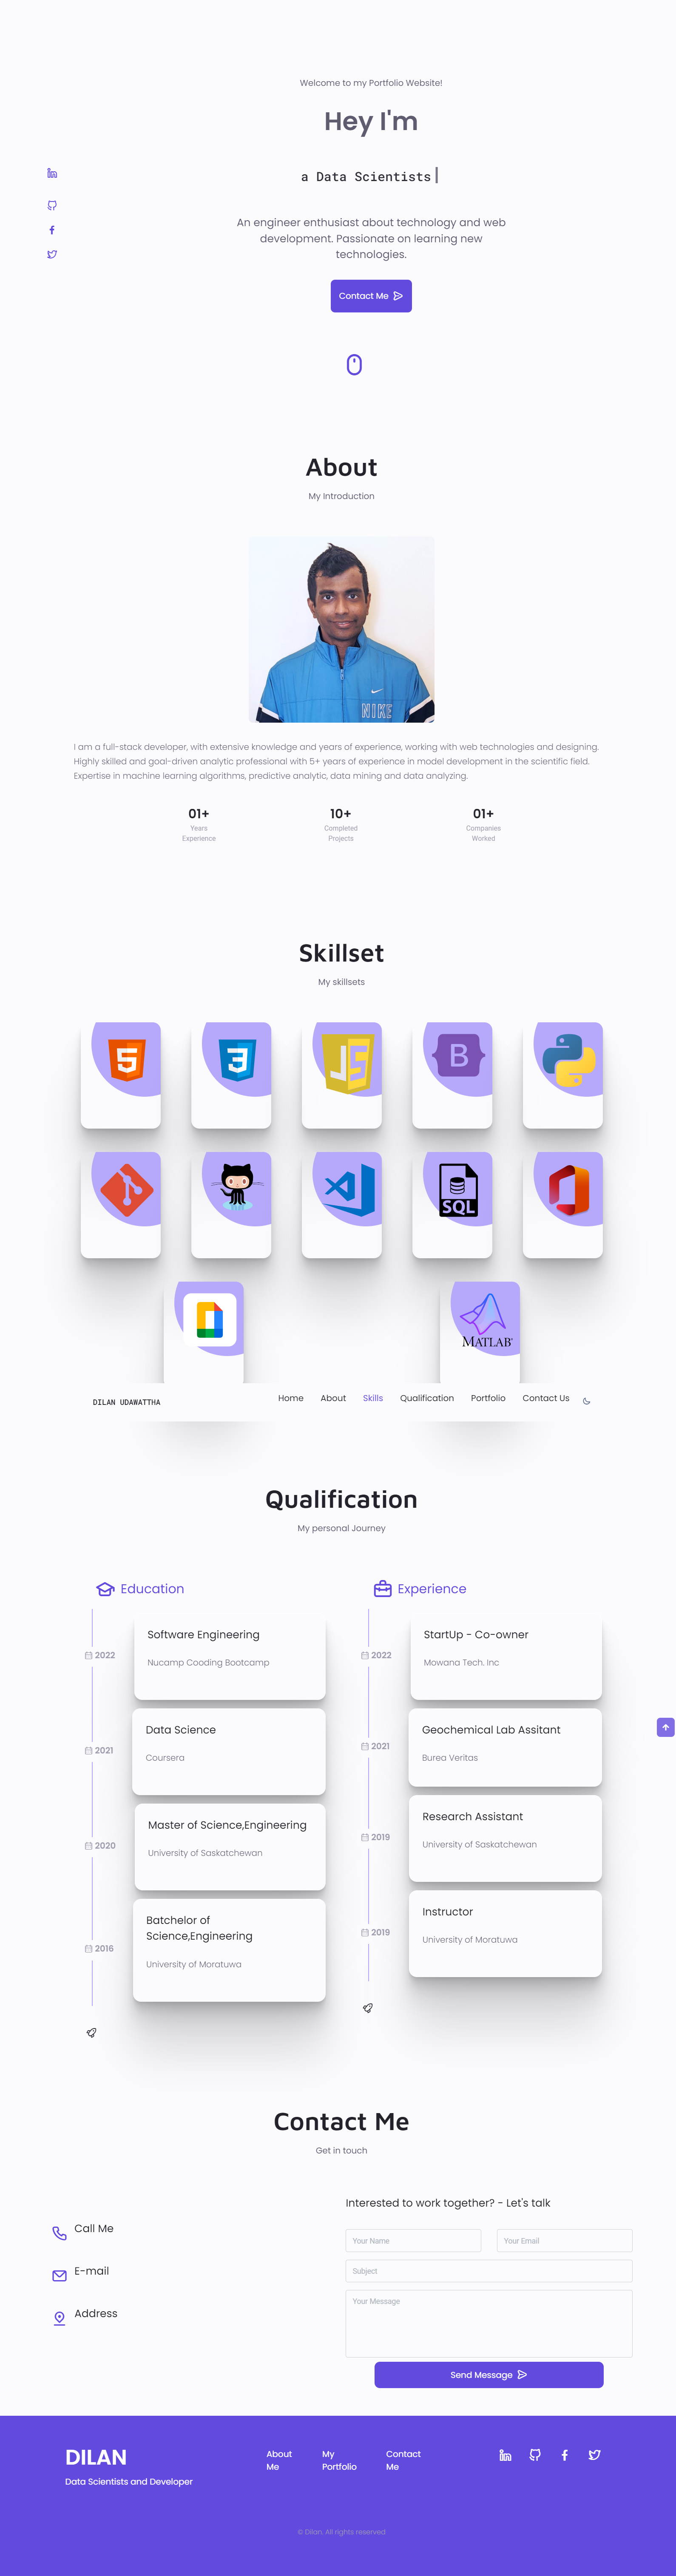 Welcome to my Portfolio Website!
Hey I'm
a Data Scientists
An engineer enthusiast about technology and web
development. Passionate on learning new
technologies.
Contact Me
About
My Introduction
NIKE
I am a full-stack developer, with extensive knowledge and years of experience, working with web technologies and designing.
Highly skilled and goal-driven analytic professional with 5+ years of experience in model development in the scientific field.
Expertise in machine learning algorithms, predictive analytic, data mining and data analyzing.
01+
Years
Experience
10+
Completed
Projects
01+
Companies
Worked
Skillset
My skillsets
5
3
JS
B
SQL
MATLAB
DILAN UDAWATTHA
Home
About
Skills
Qualification
Portfolio
Contact Us
Qualification
My personal Journey
Education
Software Engineering
2022
Nucamp Cooding Bootcamp
Data Science
2021
Coursera
Master of Science,Engineering
2020
University of Saskatchewan
Batchelor of
Science,Engineering
2016
University of Moratuwa
Experience
StartUp - Co-owner
2022
Mowana Tech. Inc
Geochemical Lab Assitant
2021
Burea Veritas
Research Assistant
2019
University of Saskatchewan
Instructor
2019
University of Moratuwa
Contact Me
Get in touch
Call Me
E-mail
Address
Interested to work together? - Let's talk
Your Name
Your Email
Subject
Your Message
Send Message
DILAN
Data Scientists and Developer
About
Me
My
Portfolio
Contact
Me
© Dilan. All rights reserved